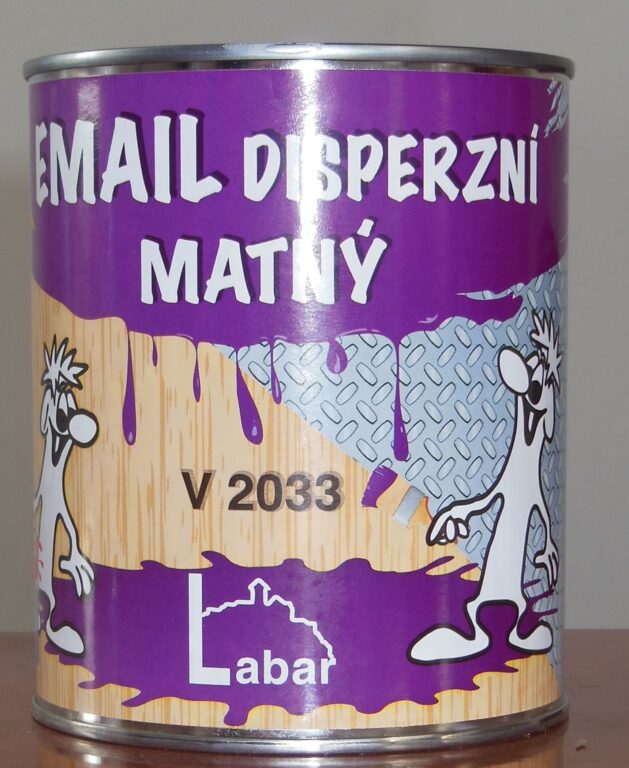 EMAIL DISPERZNÍ
MATNÝ
V 2033
Labar